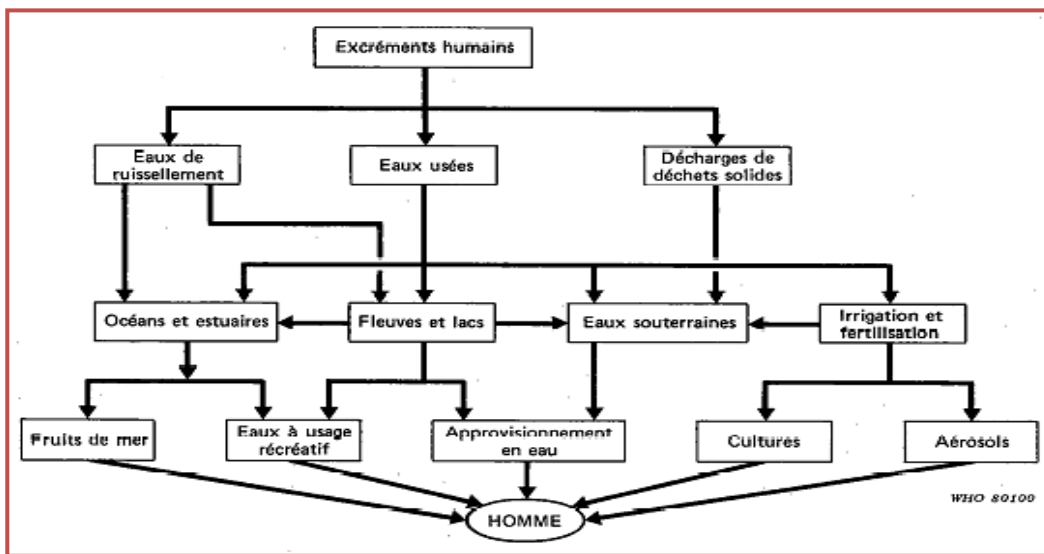 Excréments humains
Eaux de
ruissellement
Eaux usées
Décharges de
déchets solides
Océans et estuaires
Fleuves et lacs
Eaux souterraines
Irrigation et
fertilisation
Fruits de mer
Eaux à usage
récréatif
Approvisionnement
en eau
Cultures
Aérosols
WHO 80100
HOMME